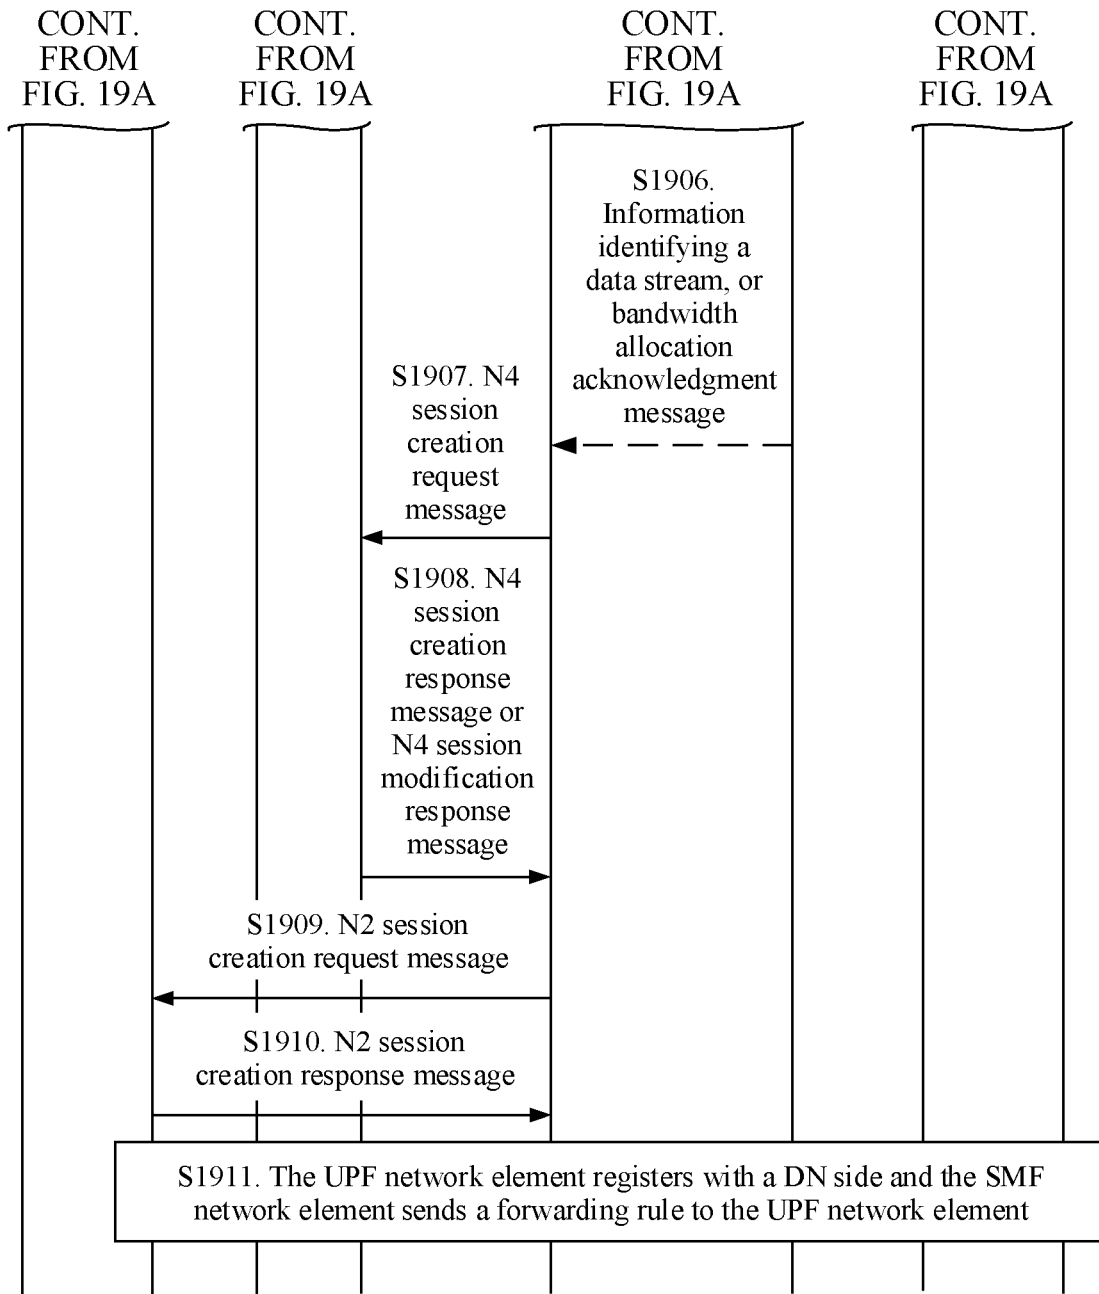 CONT.
FROM
FIG. 19A
CONT.
FROM
FIG. 19A
CONT.
FROM
FIG. 19A
CONT.
FROM
FIG. 19A
S1906.
Information
identifying a
data stream, or
bandwidth
allocation
acknowledgment
message
S1907. N4
session
creation
request
message
S1908. N4
session
creation
response
message or
N4 session
modification
response
message
S1909. N2 session
creation request message
S1910. N2 session
creation response message
S1911. The UPF network element registers with a DN side and the SMF
network element sends a forwarding rule to the UPF network element